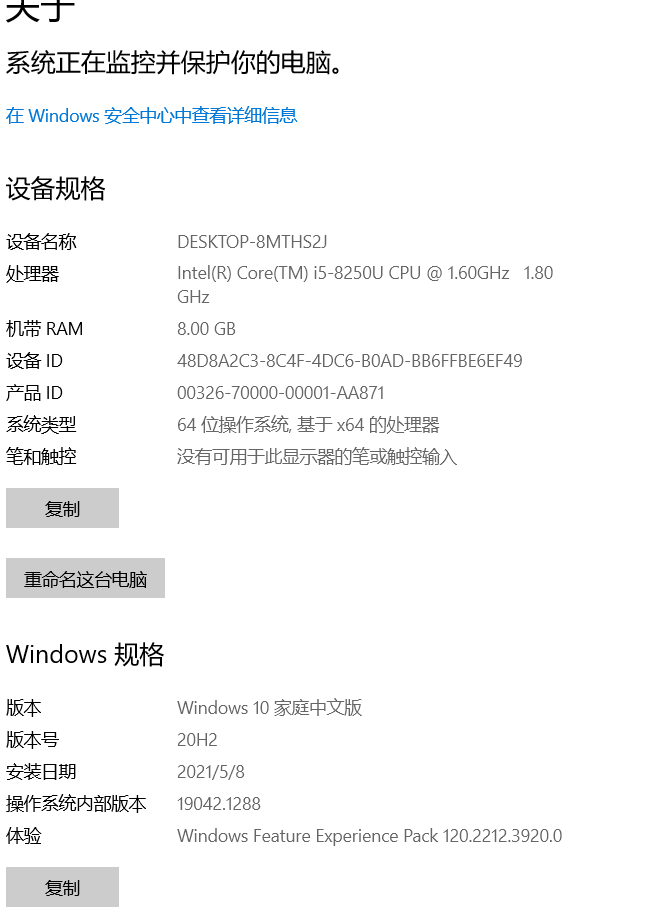 关于
系统正在监控并保护你的电脑。
在 Windows 安全中心中查看详细信息
设备规格
设备名称 DESKTOP-8MTHS2J
处理器 Intel(R) Core(TM) i5-8250U CPU @ 1.60GHz 1.80
GHz
机带 RAM 8.00 GB
设备 ID 48D8A2C3-8C4F-4DC6-B0AD-BB6FFBE6EF49
产品 ID 00326-70000-00001-AA871
系统类型 64 位操作系统, 基于 x64 的处理器
笔和触控 没有可用于此显示器的笔或触控输入
复制
重命名这台电脑
Windows 规格
版本 Windows 10 家庭中文版
版本号 20H2
安装日期 2021/5/8
操作系统内部版本 19042.1288
体验 Windows Feature Experience Pack 120.2212.3920.0
复制